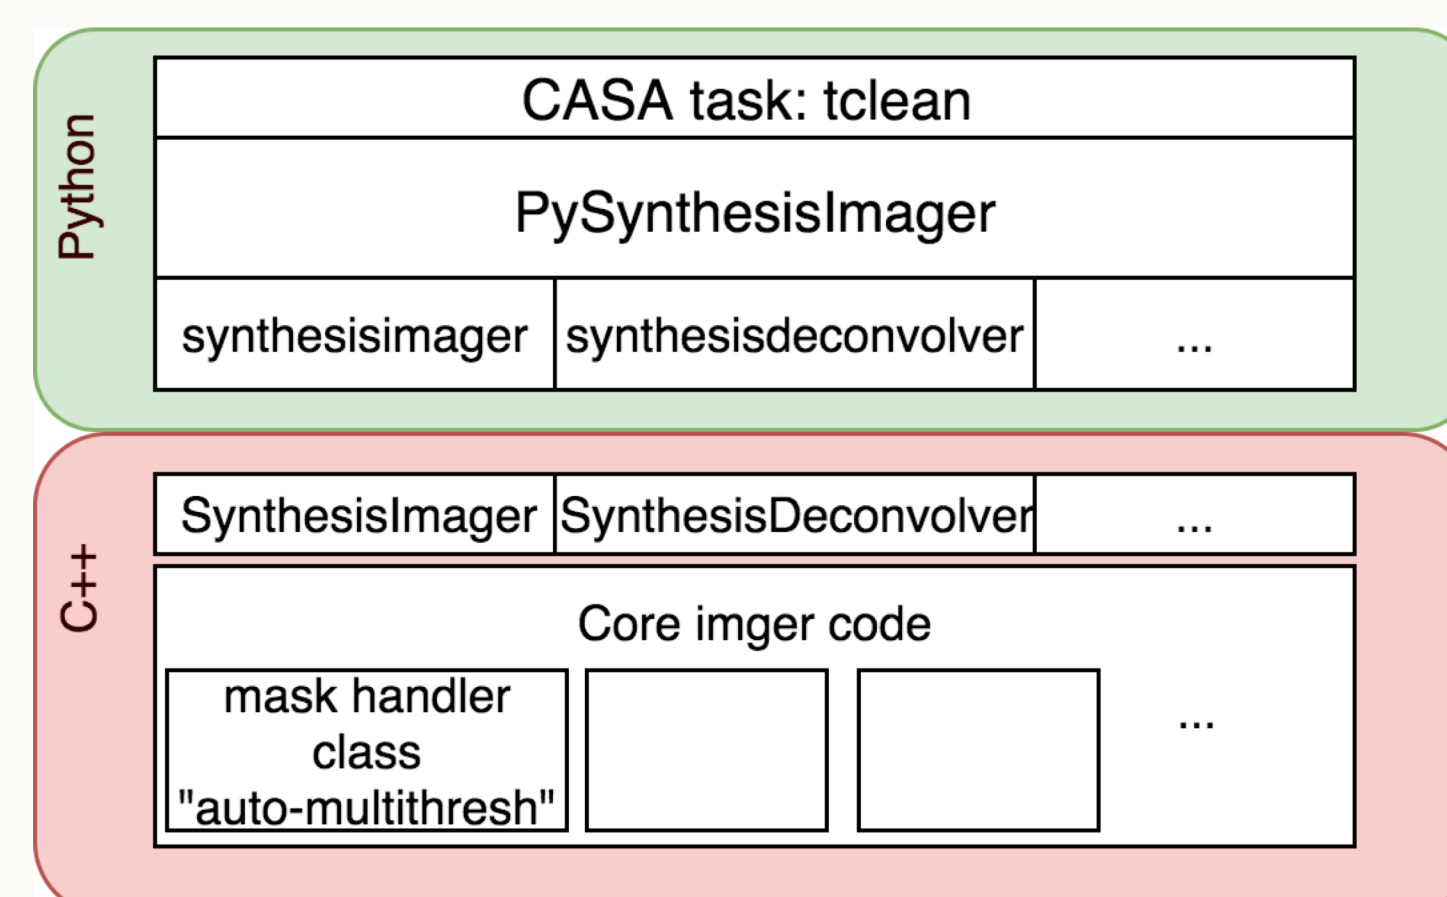 Python
CASA task: tclean
PySynthesisImager
synthesisimager
synthesisdeconvolver
...
C++
SynthesisImager
SynthesisDeconvolver
...
Core imger code
mask handler
class
"auto-multithresh"
...